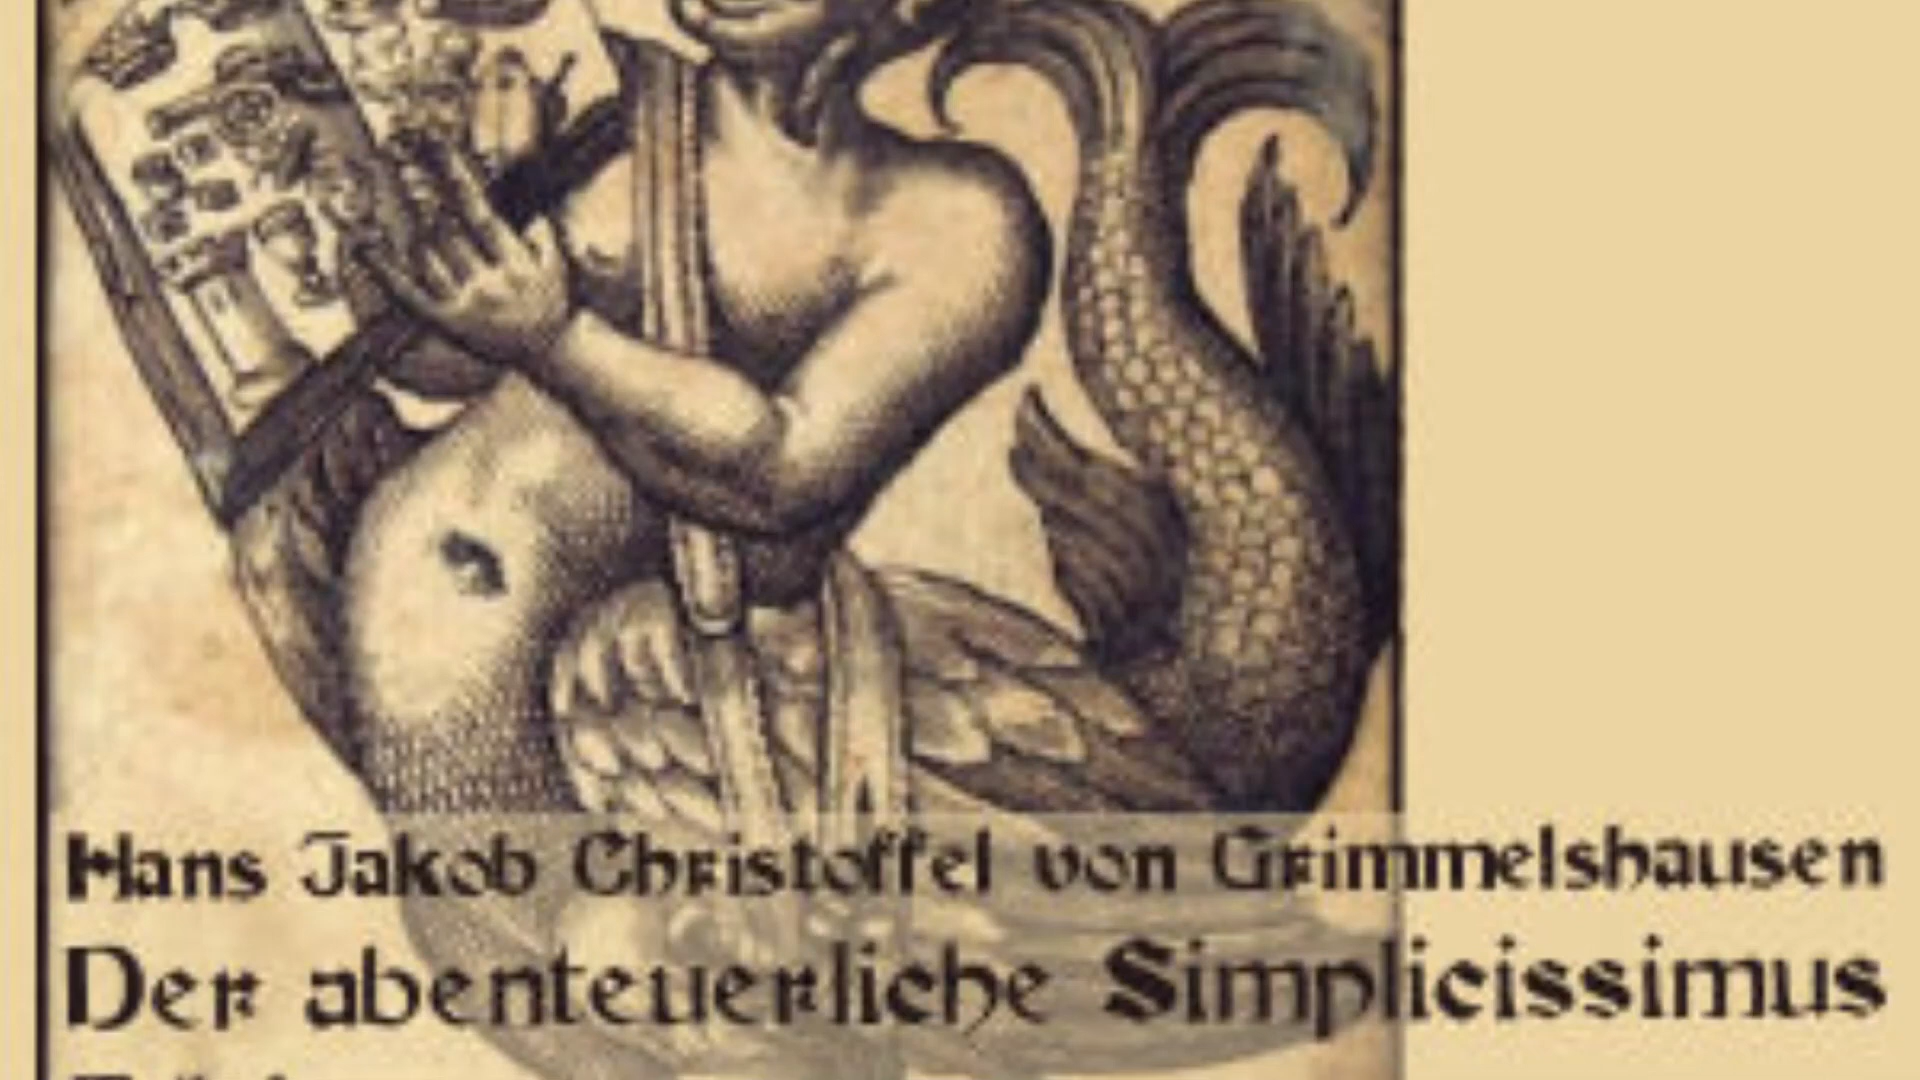 Hans Jakob Christoffel von Grimmelshausen
Der abenteuerliche Simplicissimus